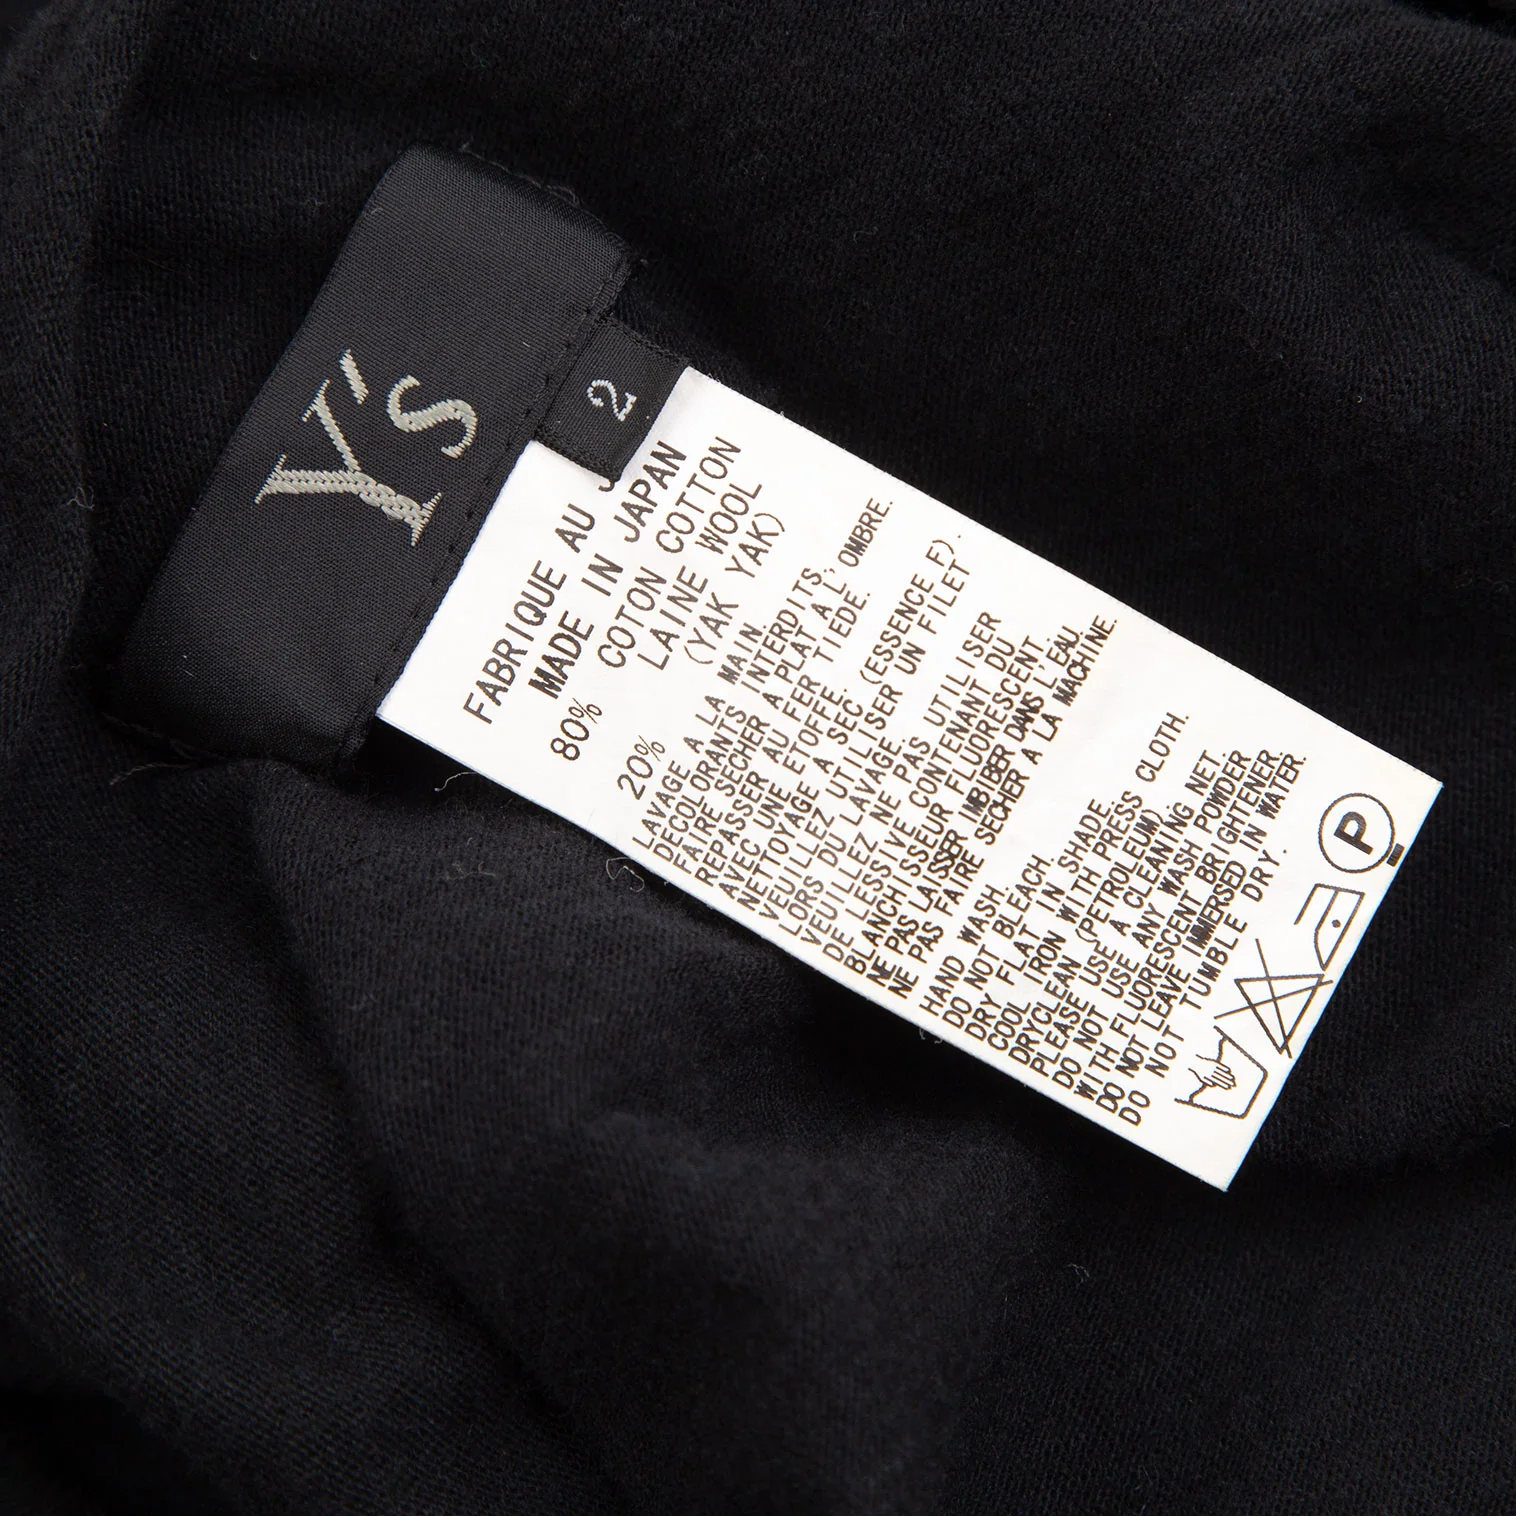 Y's
2
FABRIQUE AU
MADE IN JAPAN
80% COTON COTTON
20% LAINE WOOL
(YAK YAK)
LAVAGE A LA MAIN.
DECOLORANTS INTERDITS.
FAIRE SECHER A PLAT A L'OMBRE.
REPASSER AU FER TIEDE.
AVEC UNE ETOFFE.
NETTOYAGE A SEC. (ESSENCE F).
VEUILLEZ UTILISER UN FILET
LORS DU LAVAGE.
VEUILLEZ NE PAS UTILISER
DE LESSIVE CONTENANT DU
BLANCHISSEUR FLUORESCENT.
NE PAS LAISSER IMBIBER DANS L'EAU.
NE PAS FAIRE SECHER A LA MACHINE.
HAND WASH.
DO NOT BLEACH.
DRY FLAT IN SHADE.
COOL IRON WITH PRESS CLOTH.
DRYCLEAN (PETROLEUM)
PLEASE USE A CLEANING NET.
DO NOT USE ANY WASH POWDER
WITH FLUORESCENT BRIGHTENER
DO NOT LEAVE IMMERSED IN WATER.
DO NOT TUMBLE DRY.
P